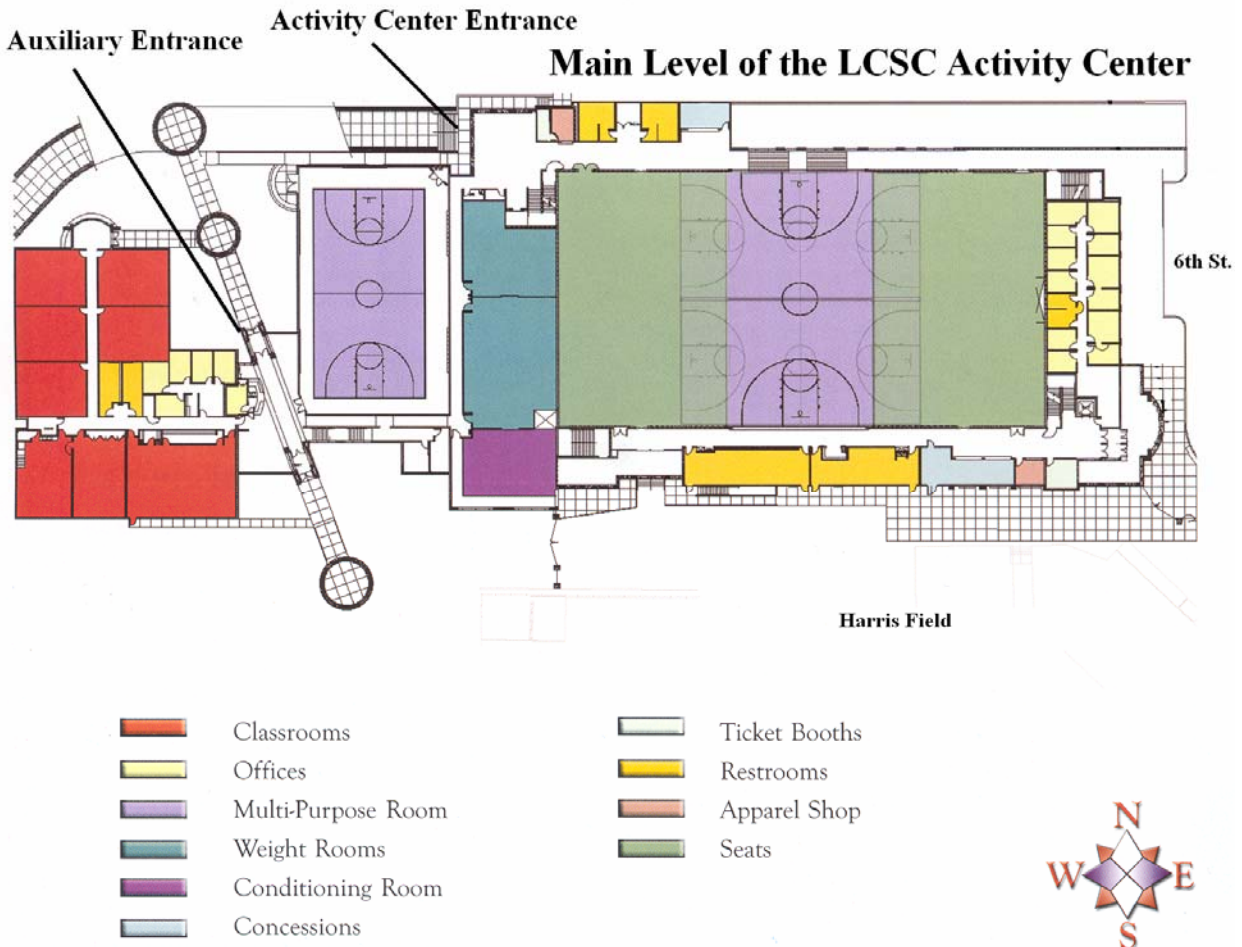 Activity Center Entrance
Auxiliary Entrance
Main Level of the LCSC Activity Center
6th St.
Harris Field
Classrooms
Offices
Multi-Purpose Room
Weight Rooms
Conditioning Room
Concessions
Ticket Booths
Restrooms
Apparel Shop
Seats
N
W E
S